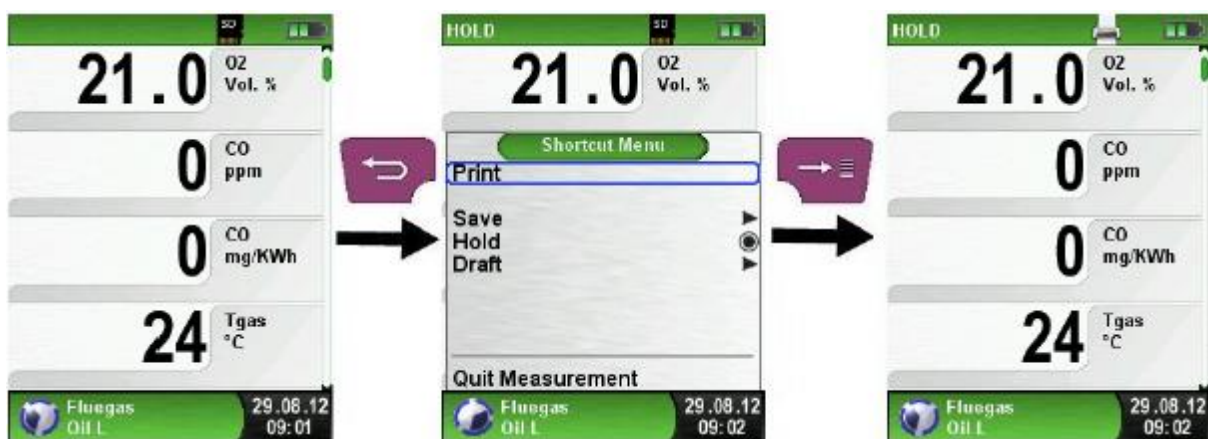 SD
21.0 O2
Vol. %
0 CO
ppm
0 CO
mg/KWh
24 Tgas
°C
Fluegas 29.08.12
Oil L 09:01
HOLD SD
21.0 O2
Vol. %
Shortcut Menu
Print
Save
Hold
Draft
Quit Measurement
Fluegas 29.08.12
Oil L 09:02
HOLD
21.0 O2
Vol. %
0 CO
ppm
0 CO
mg/KWh
24 Tgas
°C
Fluegas 29.08.12
Oil L 09:02